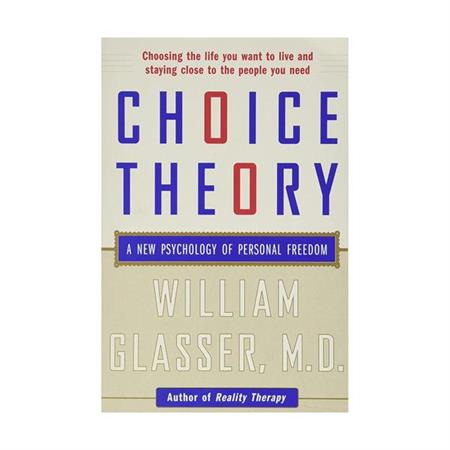 Choosing the life you want to live and
staying close to the people you need
CHOICE
THEORY
A NEW PSYCHOLOGY OF PERSONAL FREEDOM
WILLIAM
GLASSER, M.D.
Author of Reality Therapy